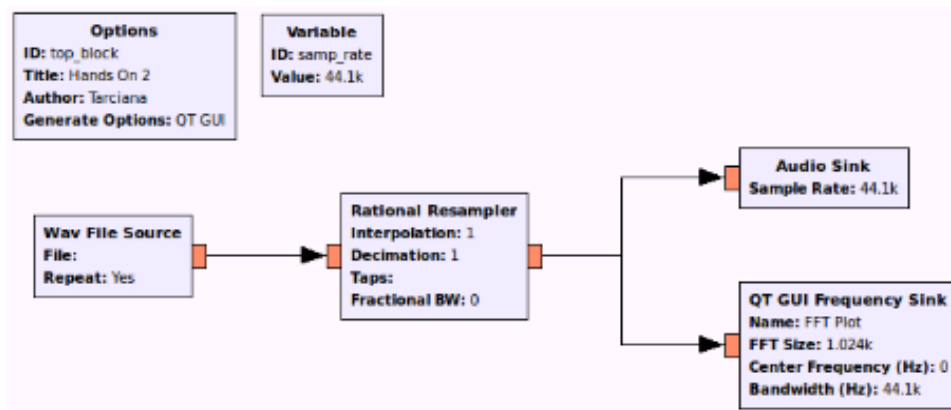 Options
ID: top_block
Title: Hands On 2
Author: Tarciana
Generate Options: QT GUI
Variable
ID: samp_rate
Value: 44.1k
Wav File Source
File:
Repeat: Yes
Rational Resampler
Interpolation: 1
Decimation: 1
Taps:
Fractional BW: 0
Audio Sink
Sample Rate: 44.1k
QT GUI Frequency Sink
Name: FFT Plot
FFT Size: 1.024k
Center Frequency (Hz): 0
Bandwidth (Hz): 44.1k